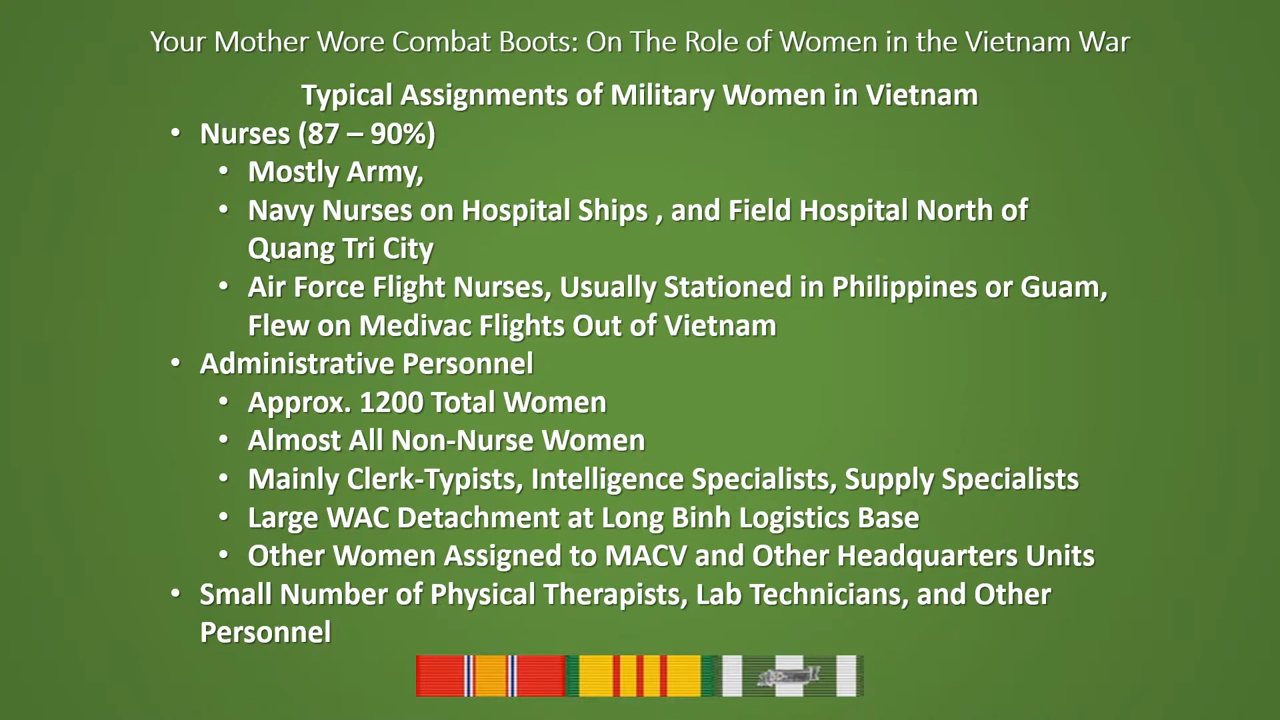 Your Mother Wore Combat Boots: On The Role of Women in the Vietnam War
Typical Assignments of Military Women in Vietnam
• Nurses (87 – 90%)
• Mostly Army,
• Navy Nurses on Hospital Ships , and Field Hospital North of
Quang Tri City
• Air Force Flight Nurses, Usually Stationed in Philippines or Guam,
Flew on Medivac Flights Out of Vietnam
• Administrative Personnel
• Approx. 1200 Total Women
• Almost All Non-Nurse Women
• Mainly Clerk-Typists, Intelligence Specialists, Supply Specialists
• Large WAC Detachment at Long Binh Logistics Base
• Other Women Assigned to MACV and Other Headquarters Units
• Small Number of Physical Therapists, Lab Technicians, and Other
Personnel